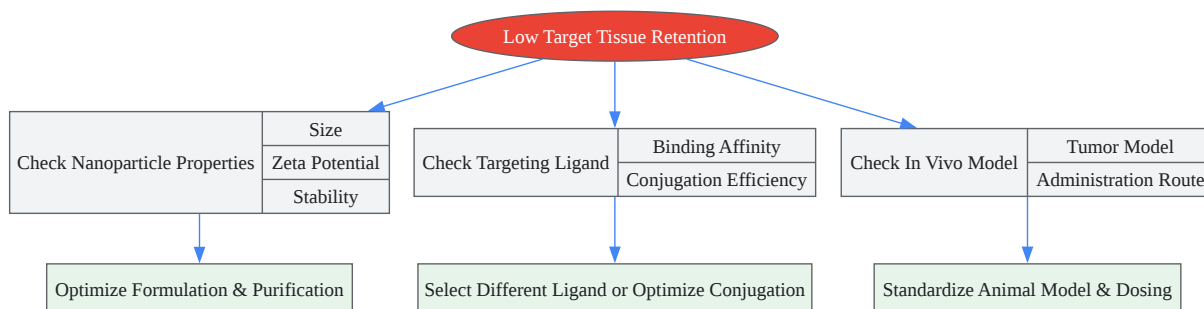 Low Target Tissue Retention
Check Nanoparticle Properties
Size
Zeta Potential
Stability
Check Targeting Ligand
Binding Affinity
Conjugation Efficiency
Check In Vivo Model
Tumor Model
Administration Route
Optimize Formulation & Purification
Select Different Ligand or Optimize Conjugation
Standardize Animal Model & Dosing